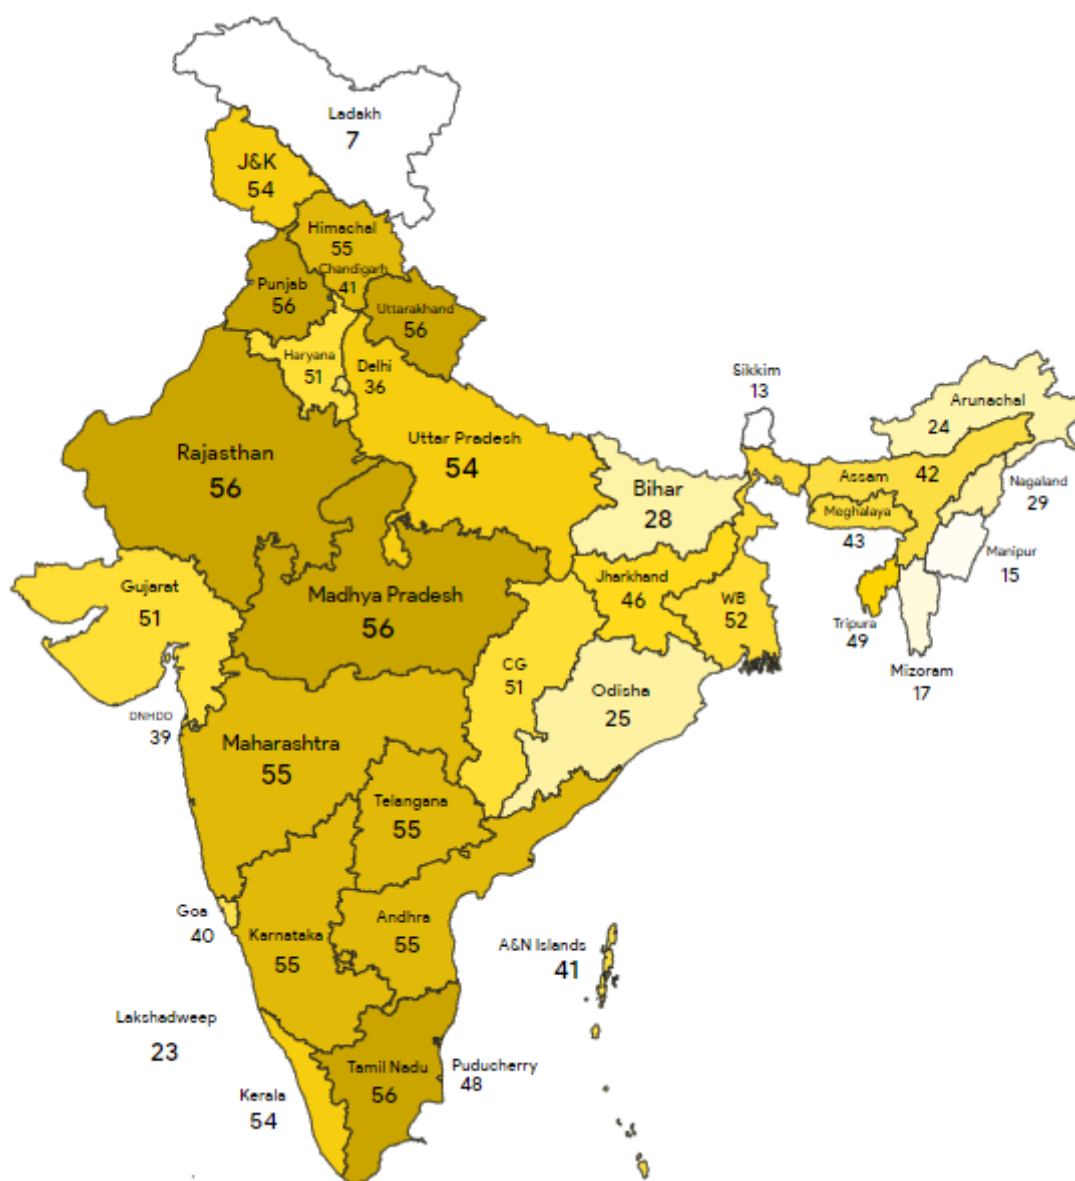 Ladakh
7
J&K
54
Himachal
55
Chandigarh
41
Punjab
56
Uttarakhand
56
Haryana
51
Delhi
36
Sikkim
13
Arunachal
24
Rajasthan
56
Uttar Pradesh
54
Bihar
28
Assam
42
Nagaland
29
Meghalaya
43
Manipur
15
Gujarat
51
Madhya Pradesh
56
Jharkhand
46
WB
52
Tripura
49
Mizoram
17
CG
51
Odisha
25
DNHDD
39
Maharashtra
55
Telangana
55
Goa
40
Karnataka
55
Andhra
55
A&N Islands
41
Lakshadweep
23
Kerala
54
Tamil Nadu
56
Puducherry
48